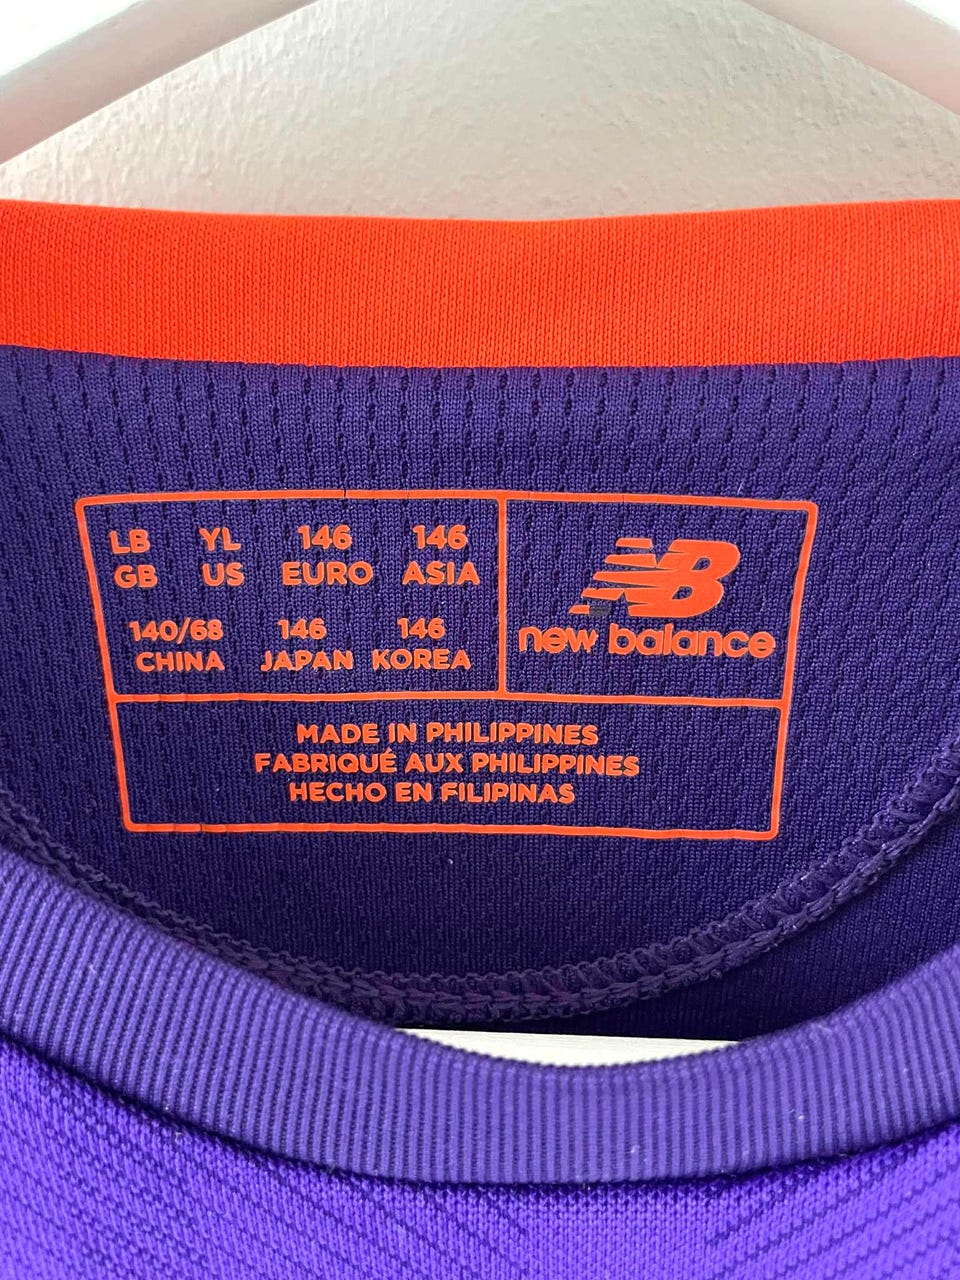 LB YL 146 146
GB US EURO ASIA
140/68 146 146
CHINA JAPAN KOREA
NB
new balance
MADE IN PHILIPPINES
FABRIQUÉ AUX PHILIPPINES
HECHO EN FILIPINAS